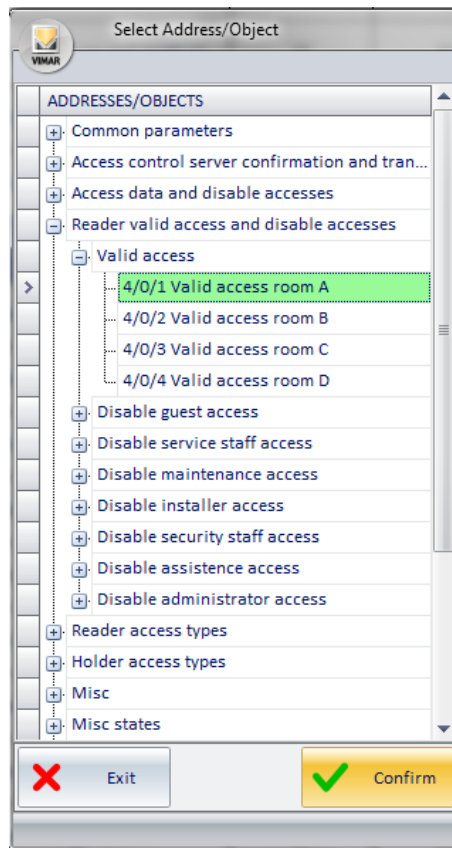 Select Address/Object
VIMAR
ADDRESSES/OBJECTS
Common parameters
Access control server confirmation and tran...
Access data and disable accesses
Reader valid access and disable accesses
Valid access
4/0/1 Valid access room A
4/0/2 Valid access room B
4/0/3 Valid access room C
4/0/4 Valid access room D
Disable guest access
Disable service staff access
Disable maintenance access
Disable installer access
Disable security staff access
Disable assistence access
Disable administrator access
Reader access types
Holder access types
Misc
Misc states
Exit Confirm